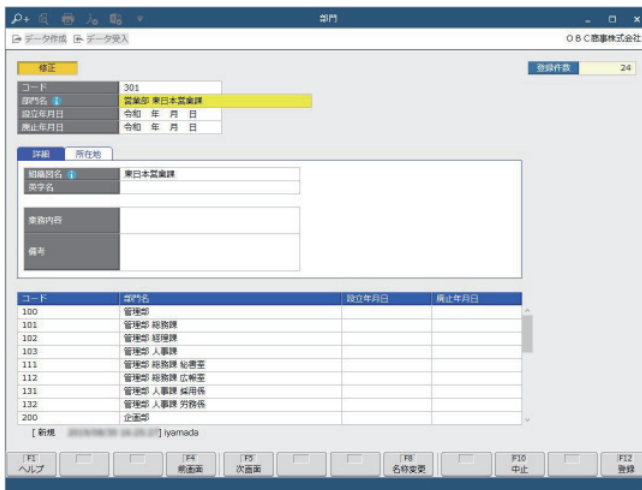 部門
データ作成 データ受入
OBC商事株式会社
修正
登録件数 24
コード 301
部門名 営業部 東日本営業課
設立年月日 令和 年 月 日
廃止年月日 令和 年 月 日
詳細 所在地
組織図名 東日本営業課
英字名
業務内容
備考
コード 部門名 設立年月日 廃止年月日
100 管理部
101 管理部 総務課
102 管理部 経理課
103 管理部 人事課
111 管理部 総務課 秘書室
112 管理部 総務課 広報室
131 管理部 人事課 採用係
132 管理部 人事課 労務係
200 企画部
[ 新規 ] iyamada
F1 F4 F5 F8 F10 F12
ヘルプ 前画面 次画面 名称変更 中止 登録